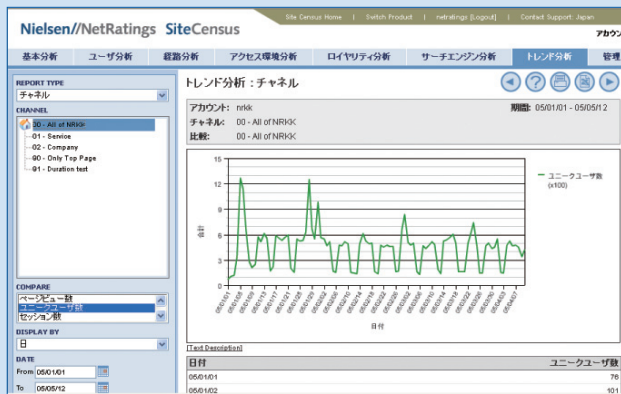 Site Census Home | Switch Product | netratings [Logout] | Contact Support: Japan
Nielsen//NetRatings SiteCensus
アカウン
基本分析 ユーザ分析 経路分析 アクセス環境分析 ロイヤリティ分析 サーチエンジン分析 トレンド分析 管理
REPORT TYPE
チャネル
CHANNEL
00 - All of NRKK
01 - Service
02 - Company
90 - Only Top Page
91 - Duration test
COMPARE
ページビュー数
ユニークユーザ数
セッション数
DISPLAY BY
日
DATE
From 05/01/01
To 05/05/12
トレンド分析 : チャネル
アカウント: nrkk
期間: 05/01/01 - 05/05/12
チャネル: 00 - All of NRKK
比較: 00 - All of NRKK
合計
15
12
9
6
3
0
ユニークユーザ数
(x100)
日付
[Text Description]
日付 ユニークユーザ数
05/01/01 76
05/01/02 101